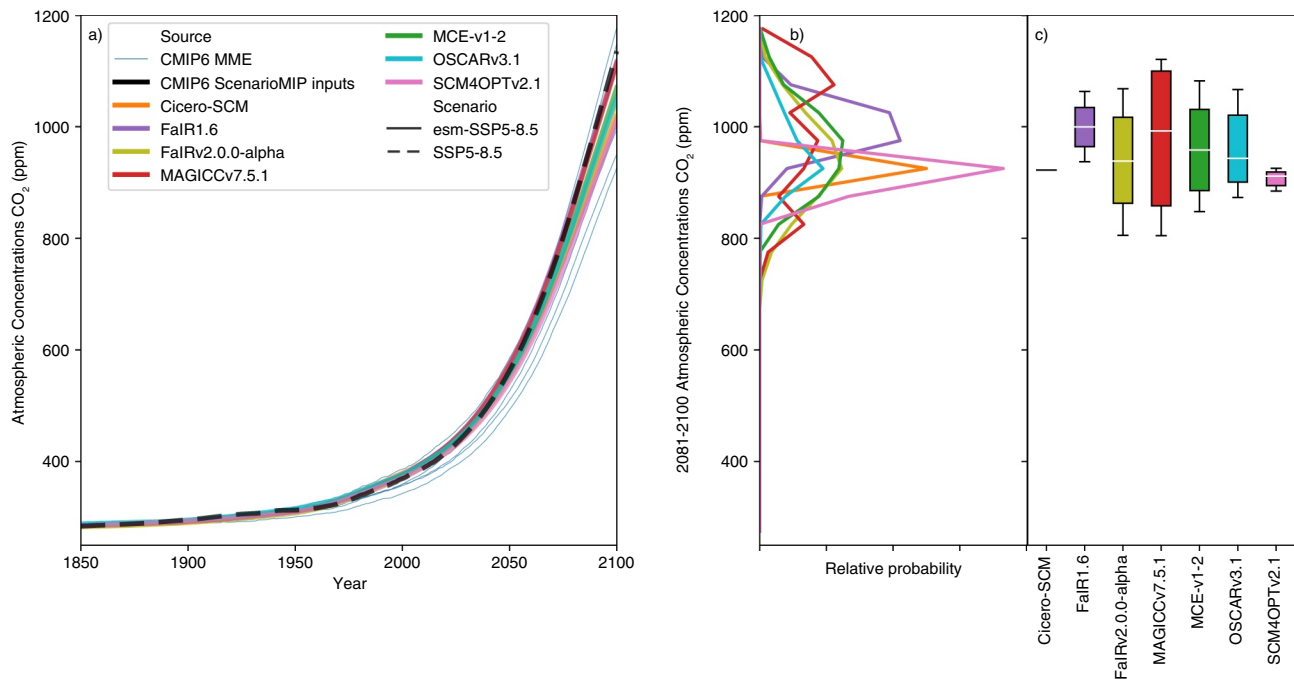 a)
Source
CMIP6 MME
CMIP6 ScenarioMIP inputs
Cicero-SCM
FaIR1.6
FaIRv2.0.0-alpha
MAGICCv7.5.1
MCE-v1-2
OSCARv3.1
SCM4OPTv2.1
Scenario
esm-SSP5-8.5
SSP5-8.5
Atmospheric Concentrations CO₂ (ppm)
1200
1000
800
600
400
1850
1900
1950
2000
2050
2100
Year
b)
2081-2100 Atmospheric Concentrations CO₂ (ppm)
1200
1000
800
600
400
Relative probability
c)
Cicero-SCM
FaIR1.6
FaIRv2.0.0-alpha
MAGICCv7.5.1
MCE-v1-2
OSCARv3.1
SCM4OPTv2.1